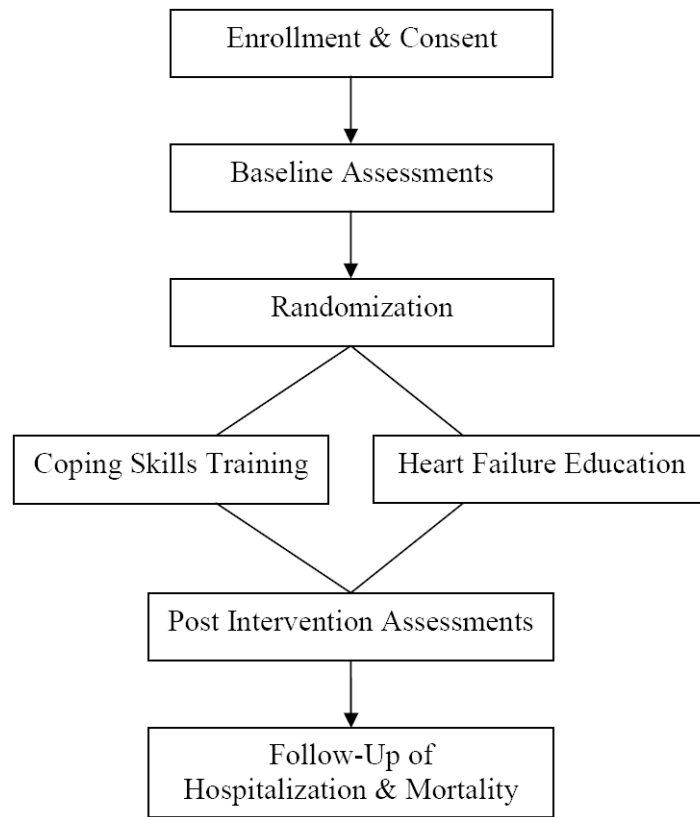 Enrollment & Consent
Baseline Assessments
Randomization
Coping Skills Training
Heart Failure Education
Post Intervention Assessments
Follow-Up of
Hospitalization & Mortality